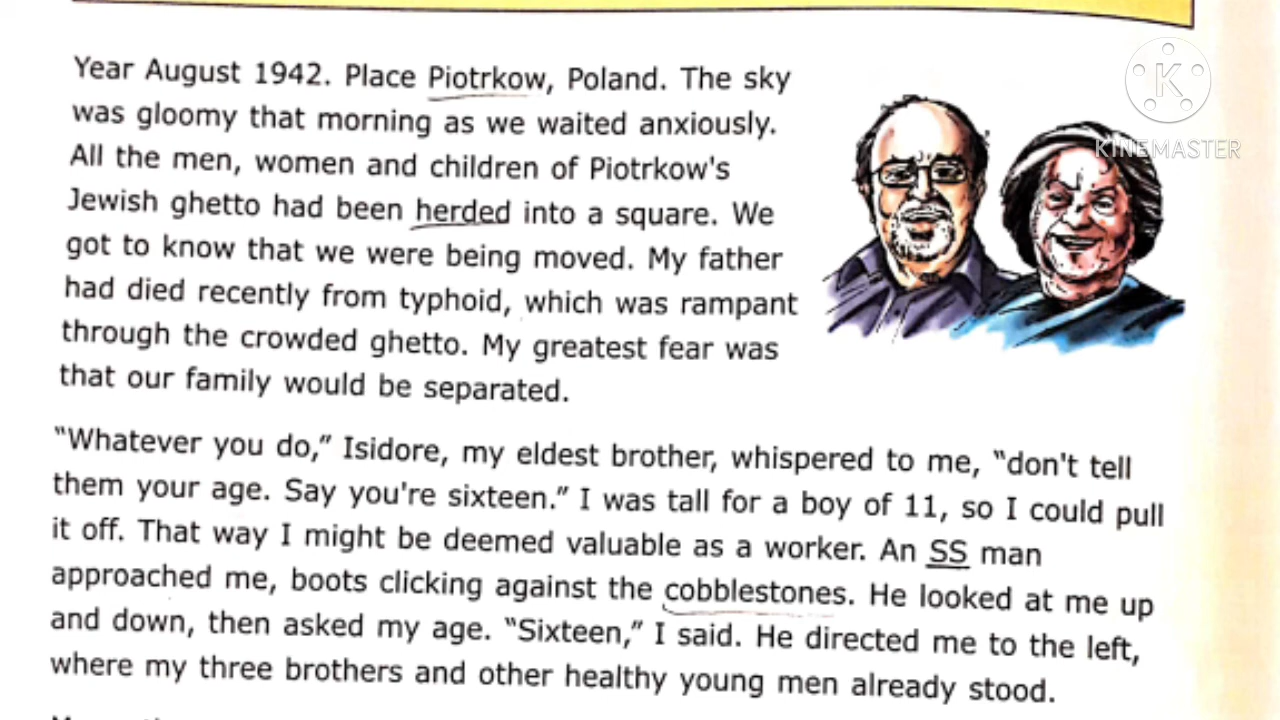 Year August 1942. Place Piotrkow, Poland. The sky
was gloomy that morning as we waited anxiously.
All the men, women and children of Piotrkow's
Jewish ghetto had been herded into a square. We
got to know that we were being moved. My father
had died recently from typhoid, which was rampant
through the crowded ghetto. My greatest fear was
that our family would be separated.
"Whatever you do," Isidore, my eldest brother, whispered to me, "don't tell
them your age. Say you're sixteen." I was tall for a boy of 11, so I could pull
it off. That way I might be deemed valuable as a worker. An SS man
approached me, boots clicking against the cobblestones. He looked at me up
and down, then asked my age. "Sixteen," I said. He directed me to the left,
where my three brothers and other healthy young men already stood.
K
KINEMASTER